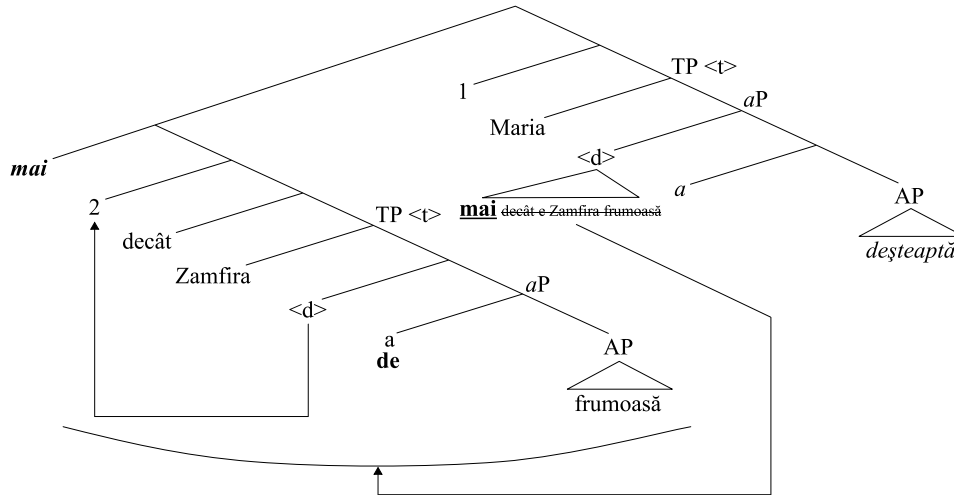 TP <t>
1
aP
Maria
<d>
mai
a
AP
2
mai decât e Zamfira frumoasă
TP <t>
decât
deşteaptă
Zamfira
aP
<d>
a
de
AP
frumoasă